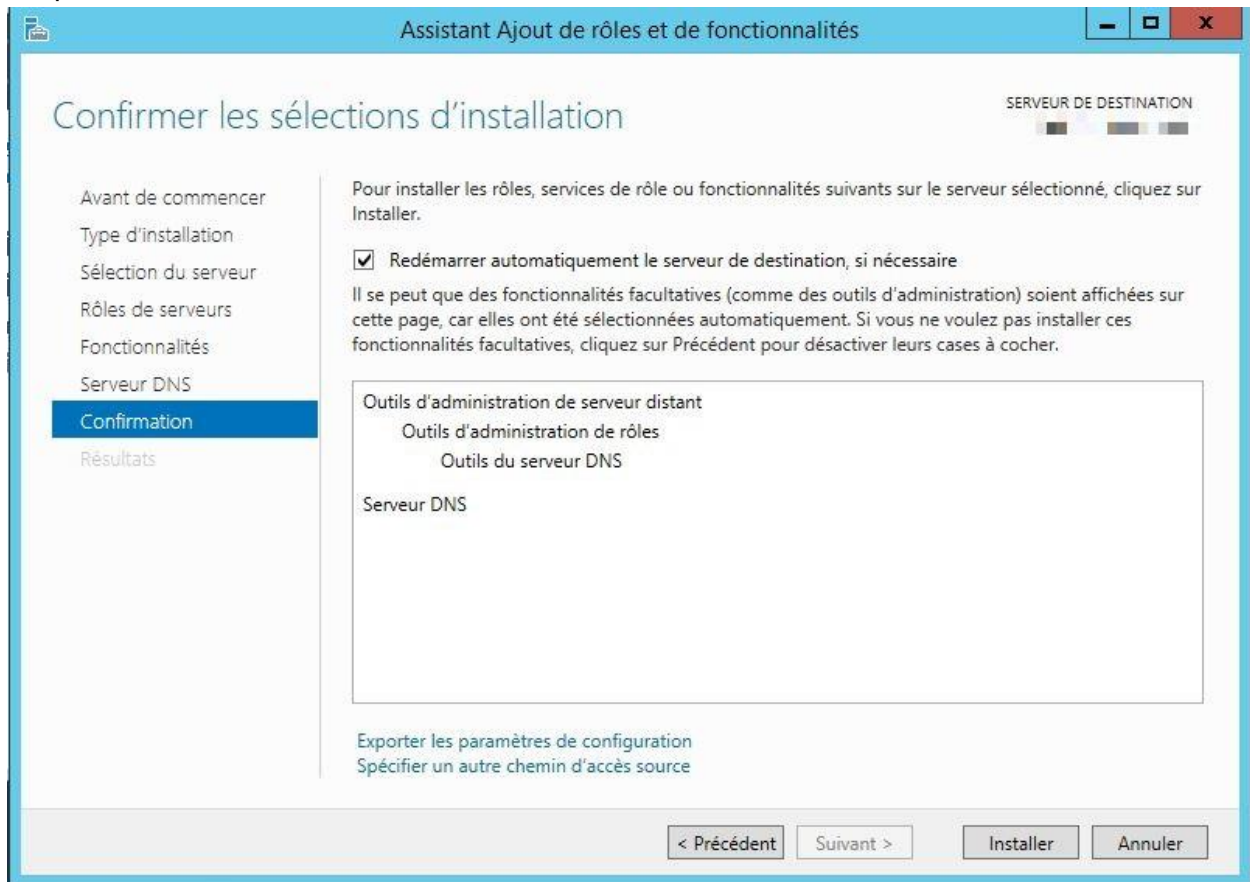 Assistant Ajout de rôles et de fonctionnalités
Confirmer les sélections d'installation
SERVEUR DE DESTINATION
Avant de commencer
Type d'installation
Sélection du serveur
Rôles de serveurs
Fonctionnalités
Serveur DNS
Confirmation
Résultats
Pour installer les rôles, services de rôle ou fonctionnalités suivants sur le serveur sélectionné, cliquez sur
Installer.
Redémarrer automatiquement le serveur de destination, si nécessaire
Il se peut que des fonctionnalités facultatives (comme des outils d'administration) soient affichées sur
cette page, car elles ont été sélectionnées automatiquement. Si vous ne voulez pas installer ces
fonctionnalités facultatives, cliquez sur Précédent pour désactiver leurs cases à cocher.
Outils d'administration de serveur distant
Outils d'administration de rôles
Outils du serveur DNS
Serveur DNS
Exporter les paramètres de configuration
Spécifier un autre chemin d'accès source
< Précédent
Suivant >
Installer
Annuler